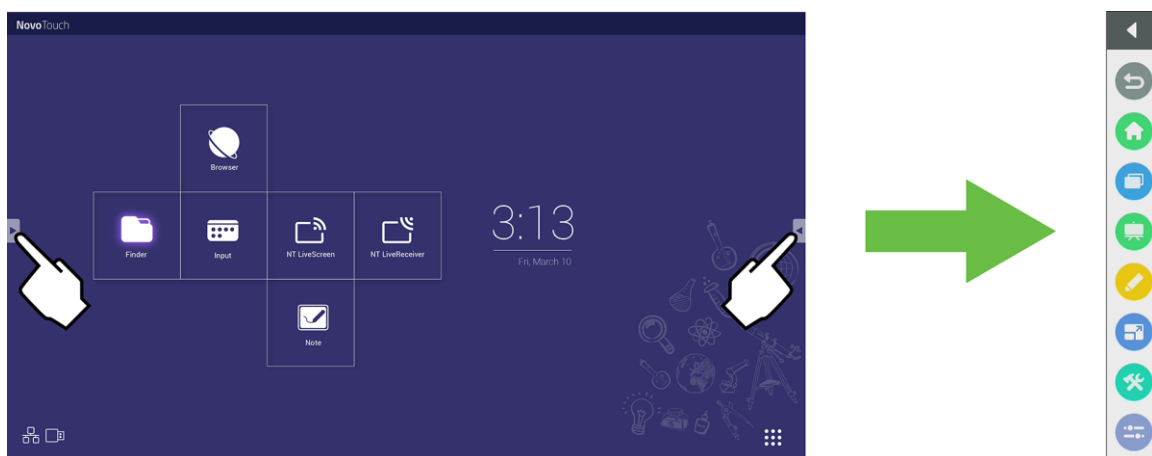 NovoTouch
Browser
Finder
Input
NT LiveScreen
NT LiveReceiver
3:13
Fri, March 10
Note